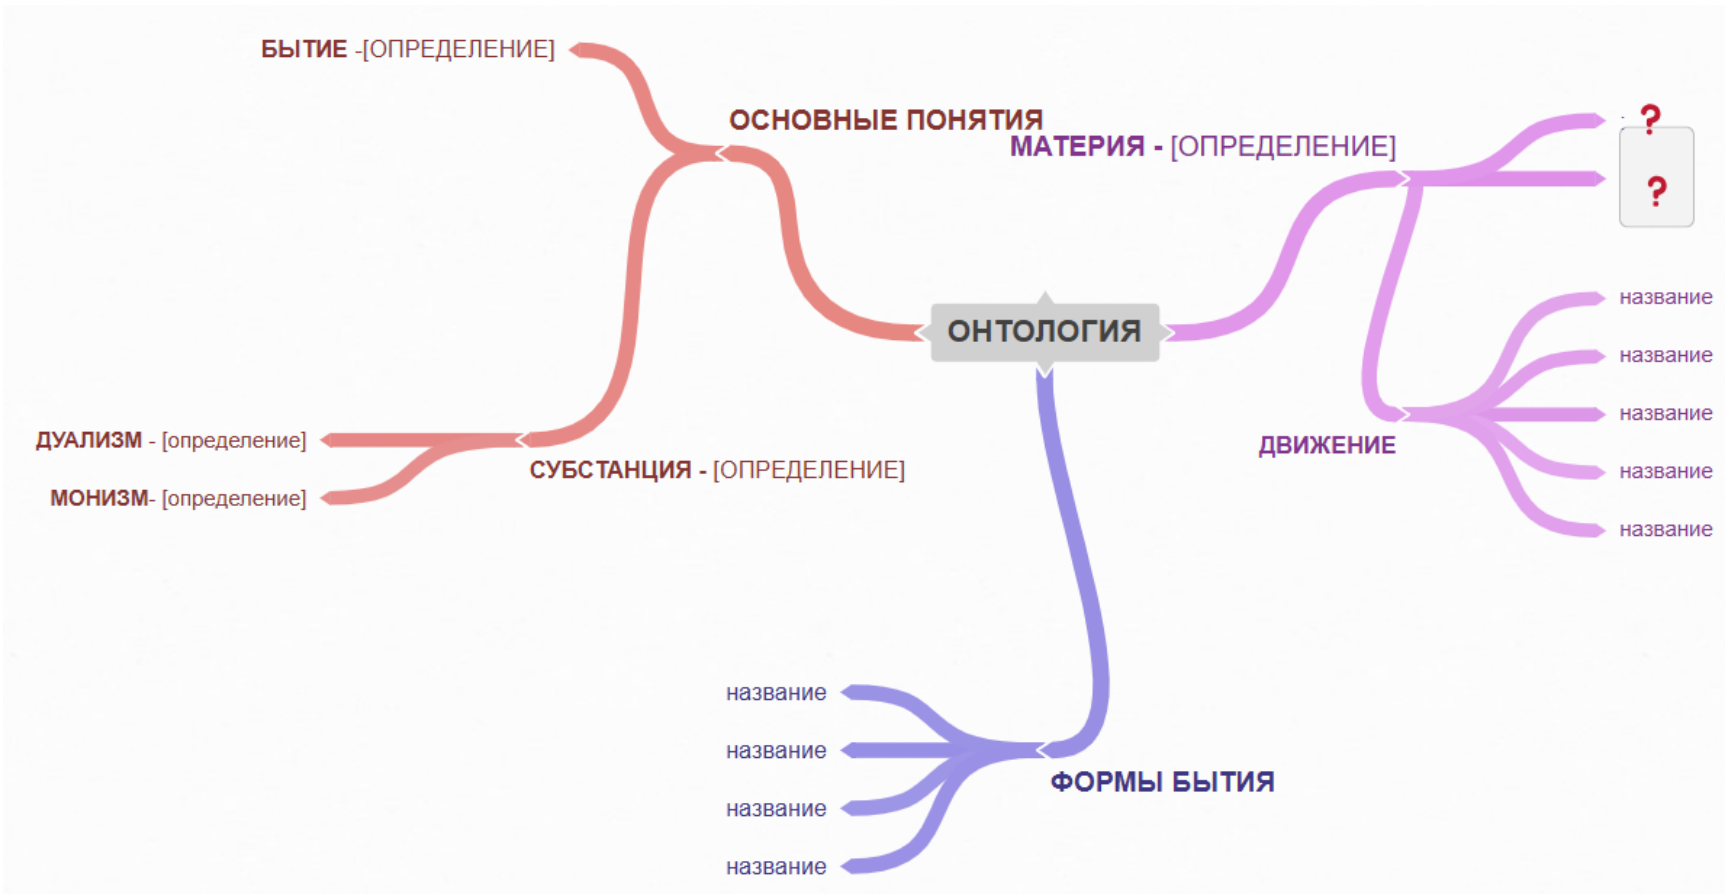 БЫТИЕ -[ОПРЕДЕЛЕНИЕ]
ОСНОВНЫЕ ПОНЯТИЯ
МАТЕРИЯ - [ОПРЕДЕЛЕНИЕ]
?
?
название
название
название
название
название
ДВИЖЕНИЕ
ОНТОЛОГИЯ
ДУАЛИЗМ - [определение]
МОНИЗМ- [определение]
СУБСТАНЦИЯ - [ОПРЕДЕЛЕНИЕ]
название
название
название
название
ФОРМЫ БЫТИЯ